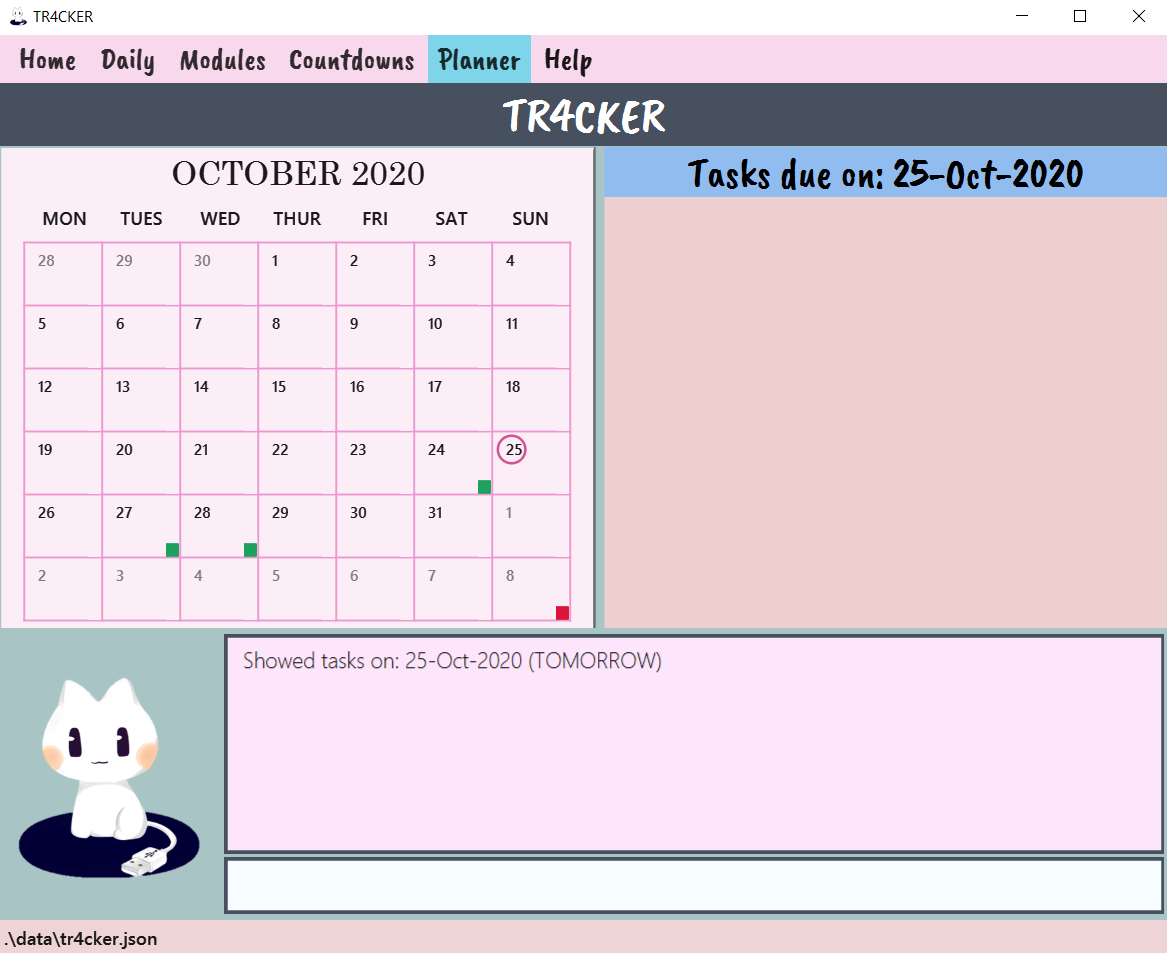 TR4CKER
Home Daily Modules Countdowns Planner Help
TR4CKER
OCTOBER 2020
MON TUES WED THUR FRI SAT SUN
28 29 30 1 2 3 4
5 6 7 8 9 10 11
12 13 14 15 16 17 18
19 20 21 22 23 24 25
26 27 28 29 30 31 1
2 3 4 5 6 7 8
Tasks due on: 25-Oct-2020
Showed tasks on: 25-Oct-2020 (TOMORROW)
.\data\tr4cker.json